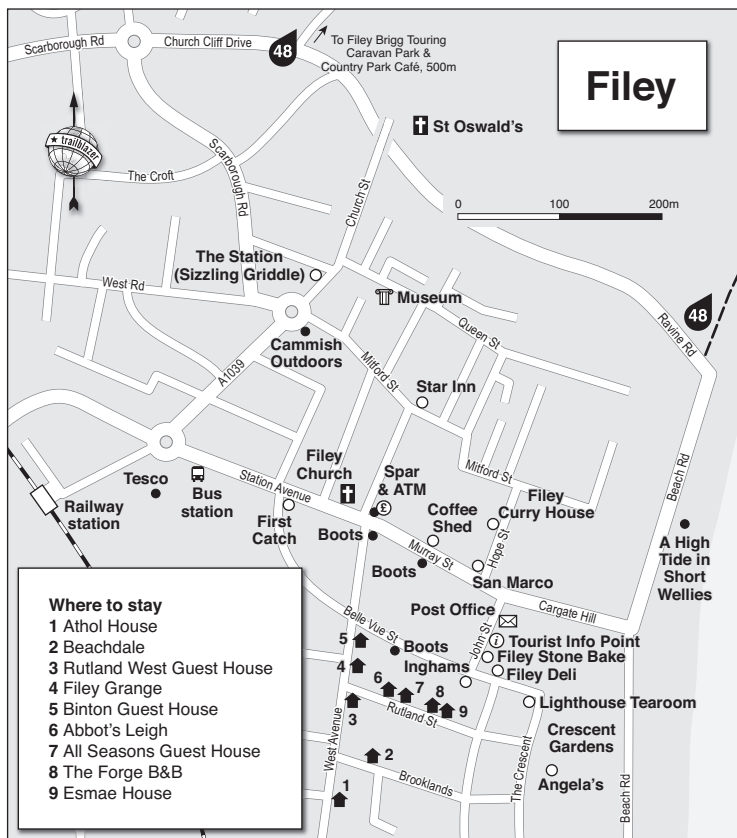 Scarborough Rd
Church Cliff Drive
48
To Filey Brigg Touring
Caravan Park &
Country Park Café, 500m
Filey
St Oswald's
trailblazer
The Croft
Scarborough Rd
Church St
0 100 200m
The Station
(Sizzling Griddle)
West Rd
Museum
48
Ravine Rd
Queen St
Cammish
Outdoors
Mitford St
A1039
Star Inn
Beach Rd
Mitford St
Filey
Church
Spar
& ATM
£
Tesco
Bus
station
Station Avenue
Railway
station
First
Catch
Boots
Coffee
Shed
Filey
Curry House
Hope St
A High
Tide in
Short
Wellies
Murray St
Boots
San Marco
Cargate Hill
Post Office
Belle Vue St
John St
Where to stay
1 Athol House
2 Beachdale
3 Rutland West Guest House
4 Filey Grange
5 Binton Guest House
6 Abbot's Leigh
7 All Seasons Guest House
8 The Forge B&B
9 Esmae House
5
Boots
i Tourist Info Point
4
Inghams
Filey Stone Bake
Filey Deli
6
7
8
9
3
Rutland St
Lighthouse Tearoom
West Avenue
Crescent
Gardens
2
Brooklands
The Crescent
Angela's
1
Beach Rd